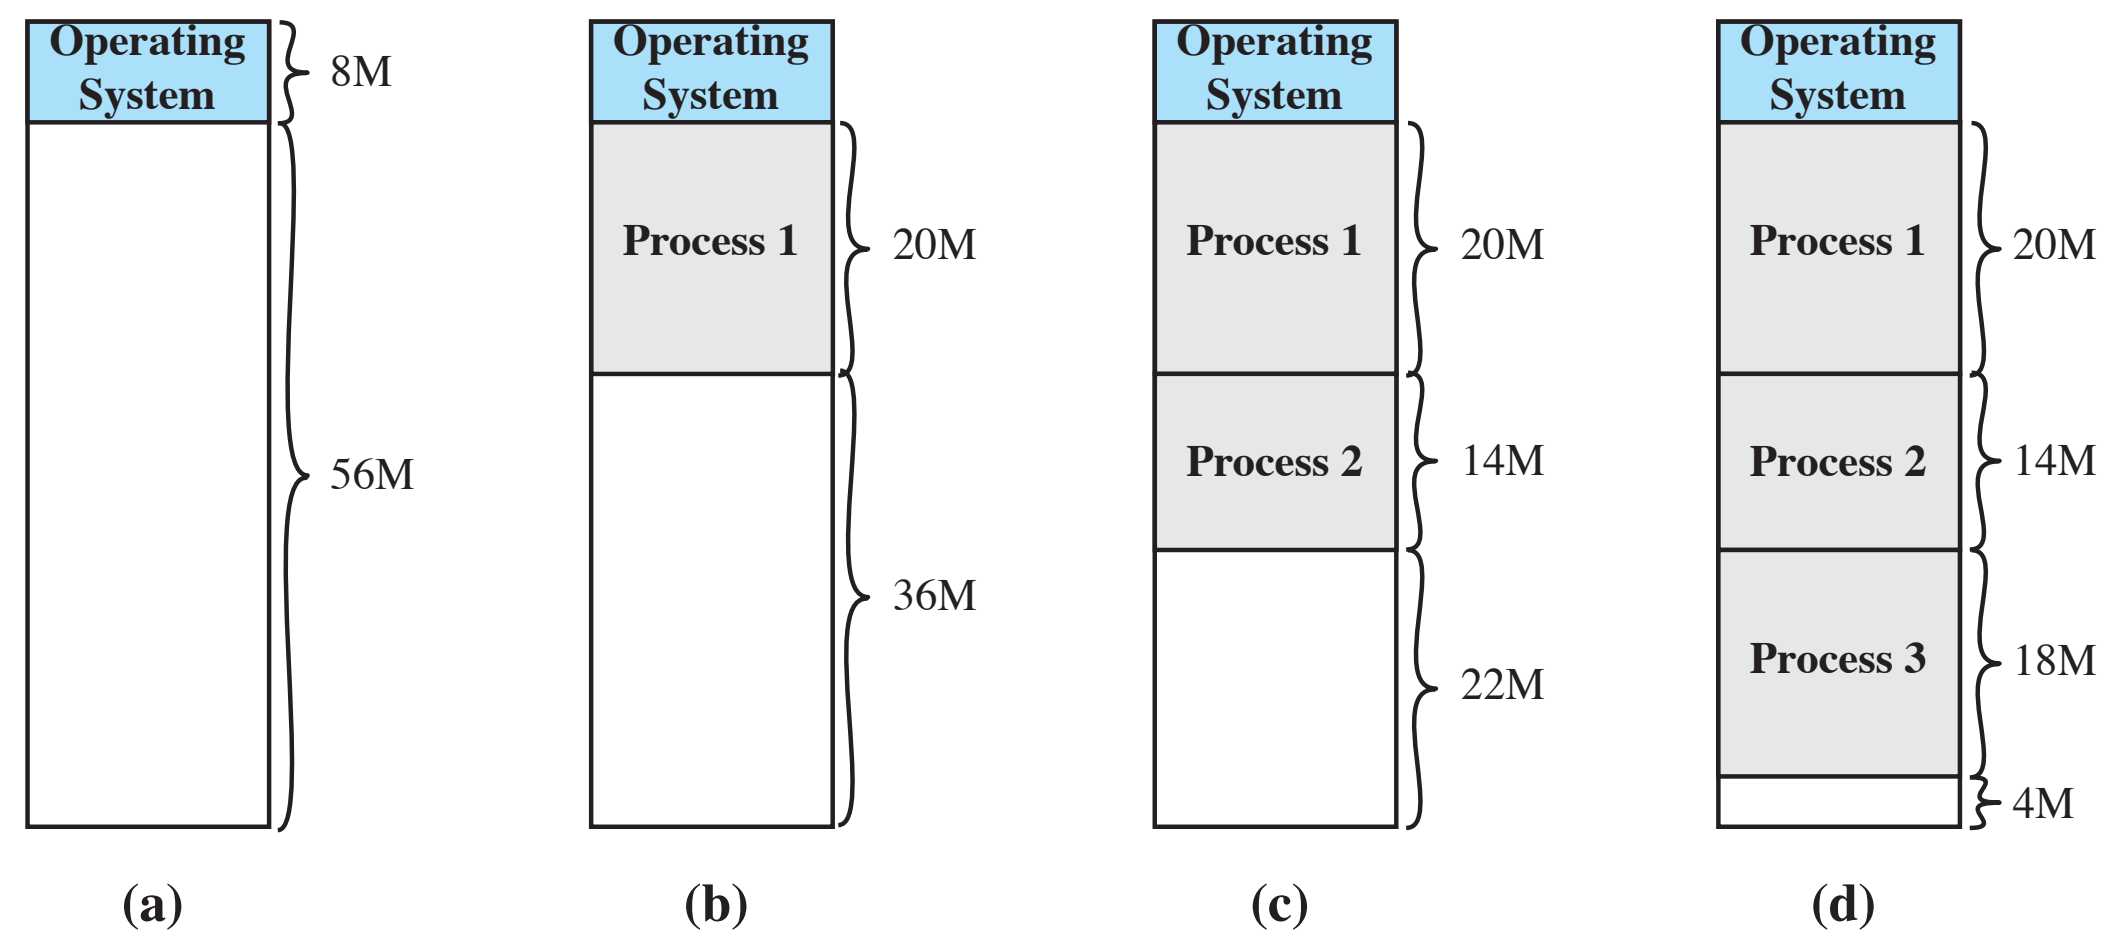 Operating
System
8M
56M
(a)
Operating
System
Process 1
20M
36M
(b)
Operating
System
Process 1
20M
Process 2
14M
22M
(c)
Operating
System
Process 1
20M
Process 2
14M
Process 3
18M
4M
(d)